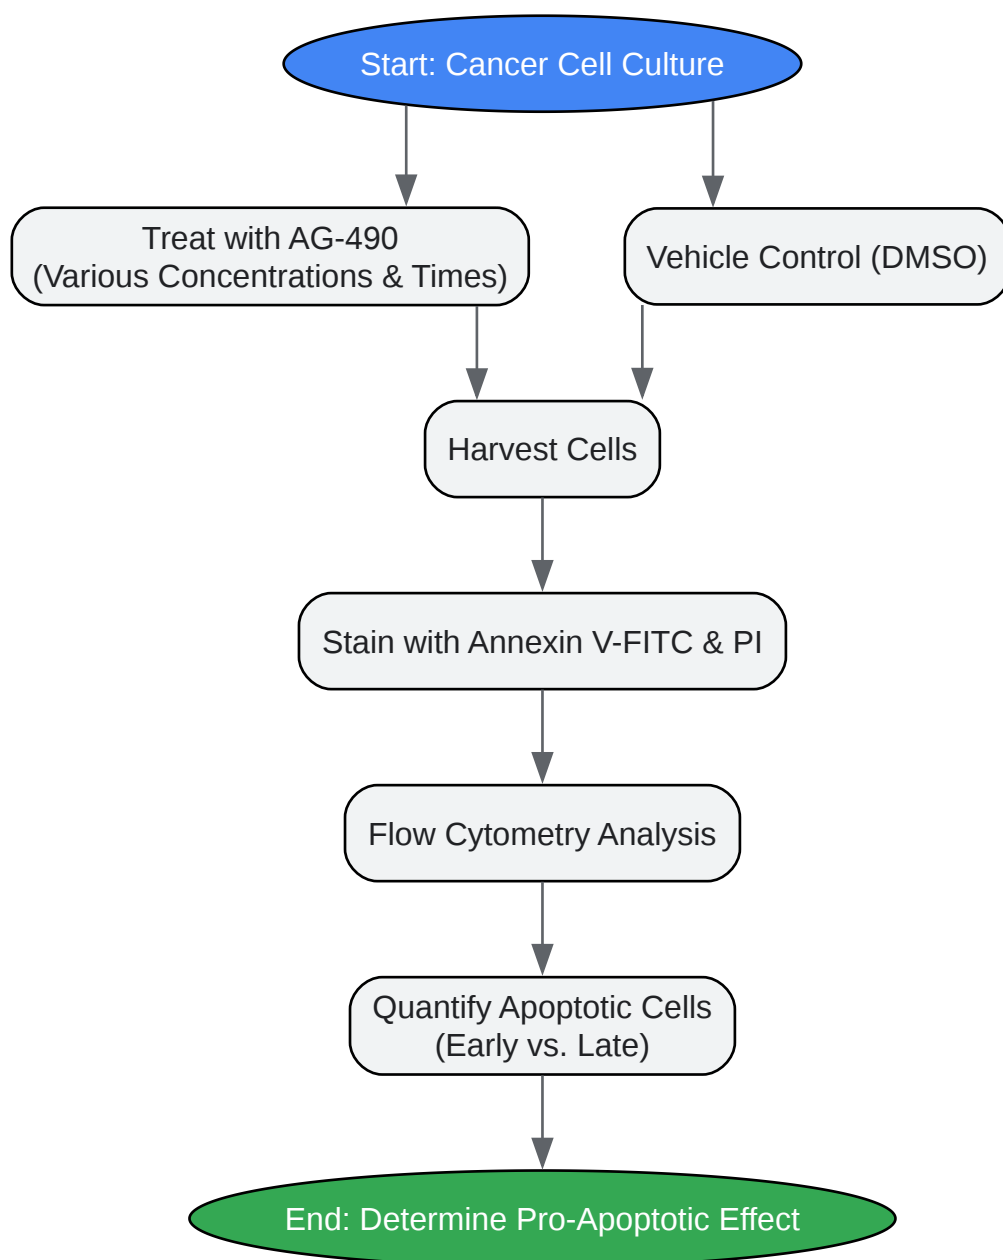 Start: Cancer Cell Culture
Treat with AG-490
(Various Concentrations & Times)
Vehicle Control (DMSO)
Harvest Cells
Stain with Annexin V-FITC & PI
Flow Cytometry Analysis
Quantify Apoptotic Cells
(Early vs. Late)
End: Determine Pro-Apoptotic Effect